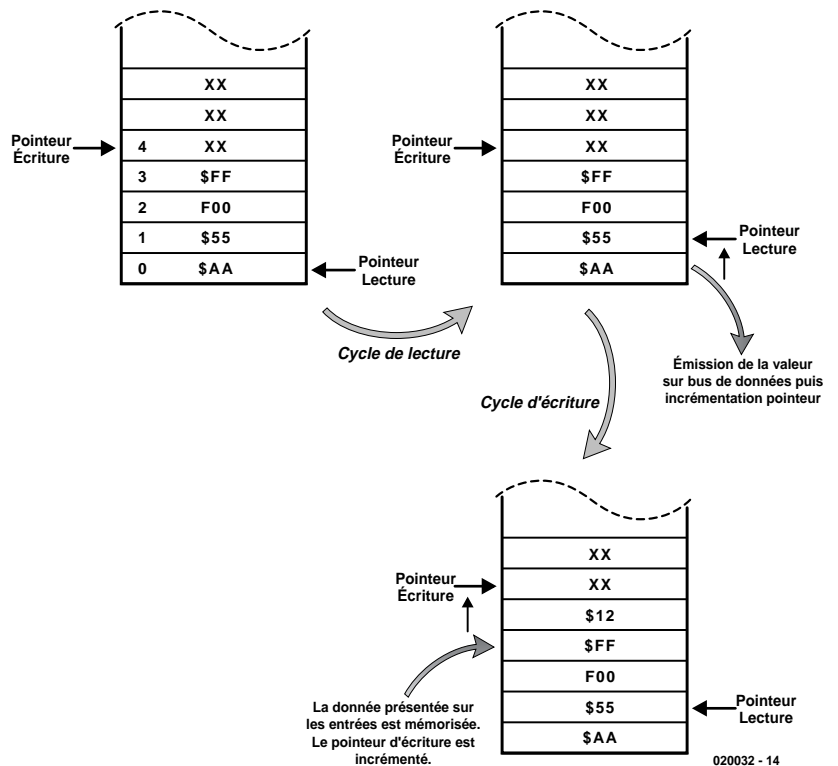 XX
XX
Pointeur
Écriture
4 XX
3 $FF
2 F00
1 $55
0 $AA
Pointeur
Lecture
XX
XX
Pointeur
Écriture
XX
$FF
F00
$55
$AA
Pointeur
Lecture
Cycle de lecture
Émission de la valeur
sur bus de données puis
incrémentation pointeur
Cycle d'écriture
XX
Pointeur
Écriture
XX
$12
$FF
F00
$55
$AA
Pointeur
Lecture
La donnée présentée sur
les entrées est mémorisée.
Le pointeur d'écriture est
incrémenté.
020032 - 14